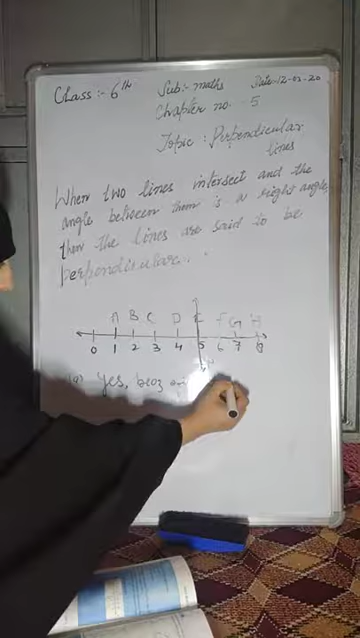 Class :- 6th Sub:- maths Date-12-02-20
Chapter no. 5
Topic : Perpendicular
lines
When two lines intersect and the
angle between them is a right angle,
then the lines are said to be
perpendicular..
A B C D E F G H
0 1 2 3 4 5 6 7 8
(a) Yes, becoz